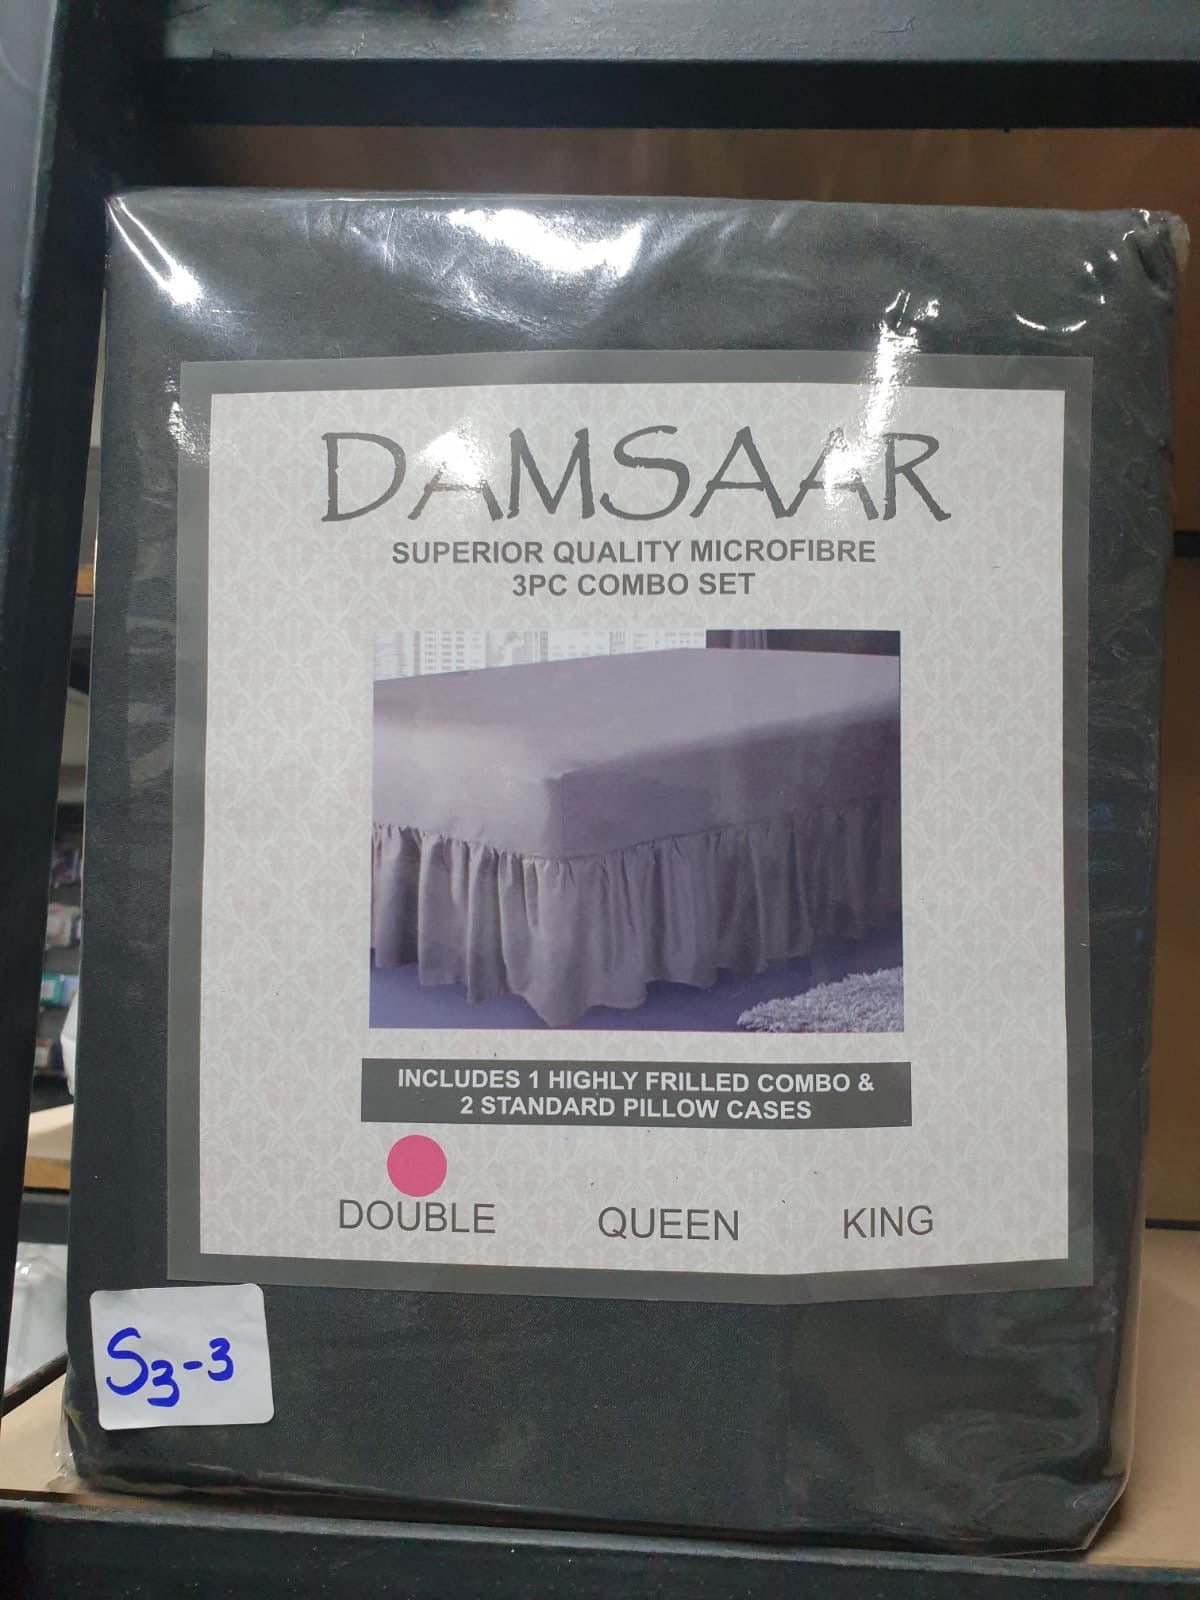 DAMSAAR
SUPERIOR QUALITY MICROFIBRE
3PC COMBO SET
INCLUDES 1 HIGHLY FRILLED COMBO &
2 STANDARD PILLOW CASES
DOUBLE QUEEN KING
S3-3